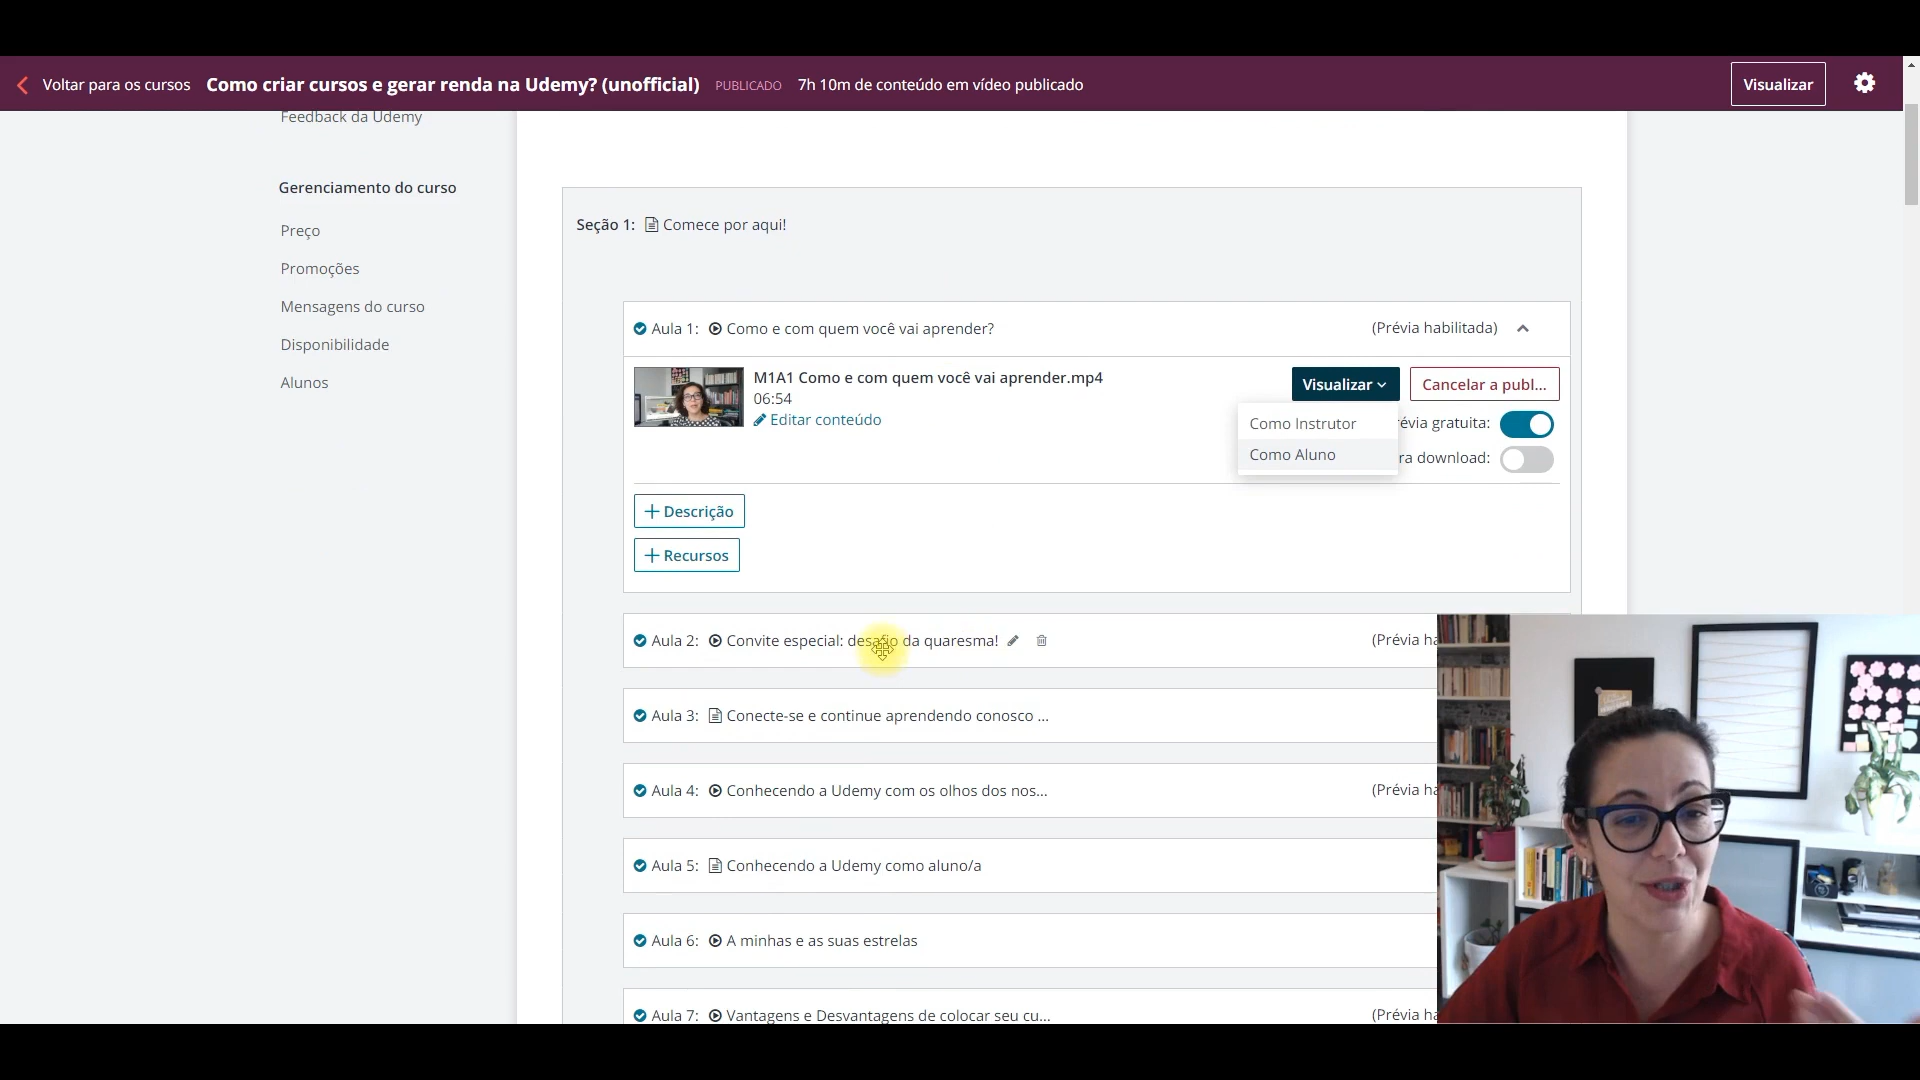 Voltar para os cursos Como criar cursos e gerar renda na Udemy? (unofficial) PUBLICADO 7h 10m de conteúdo em vídeo publicado Visualizar
Feedback da Udemy
Gerenciamento do curso
Preço
Promoções
Mensagens do curso
Disponibilidade
Alunos
Seção 1: Comece por aqui!
Aula 1: Como e com quem você vai aprender? (Prévia habilitada)
M1A1 Como e com quem você vai aprender.mp4
06:54
Editar conteúdo
Visualizar
Cancelar a publ...
Como Instrutor
Como Aluno
évia gratuita:
ra download:
+ Descrição
+ Recursos
Aula 2: Convite especial: desafio da quaresma! (Prévia ha
Aula 3: Conecte-se e continue aprendendo conosco ...
Aula 4: Conhecendo a Udemy com os olhos dos nos... (Prévia ha
Aula 5: Conhecendo a Udemy como aluno/a
Aula 6: A minhas e as suas estrelas
Aula 7: Vantagens e Desvantagens de colocar seu cu... (Prévia ha